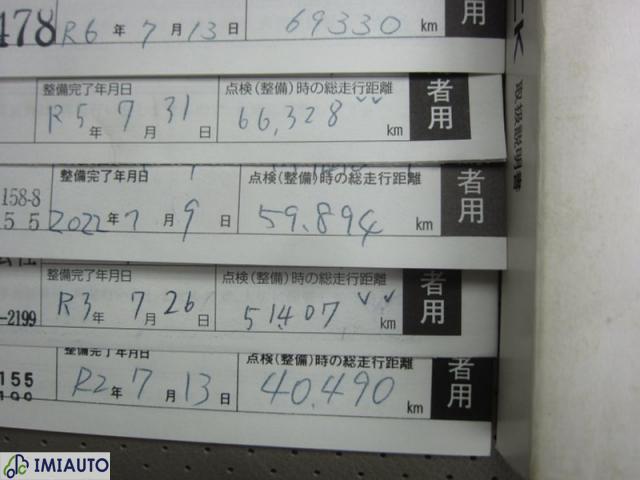 478 R6 年 7 月 13 日 69330 km 用
整備完了年月日 点検(整備)時の総走行距離 者用
R5 年 7 月 31 日 66,328 km
整備完了年月日 点検(整備)時の総走行距離 者用
158-8
55 2022 年 7 月 9 日 59.894 km
整備完了年月日 点検(整備)時の総走行距離 者用
-2199 R3 年 7 月 26 日 51407 km
整備完了年月日 点検(整備)時の総走行距離 者用
155 R2 年 7 月 13 日 40.490 km
取扱説明書
IMIAUTO